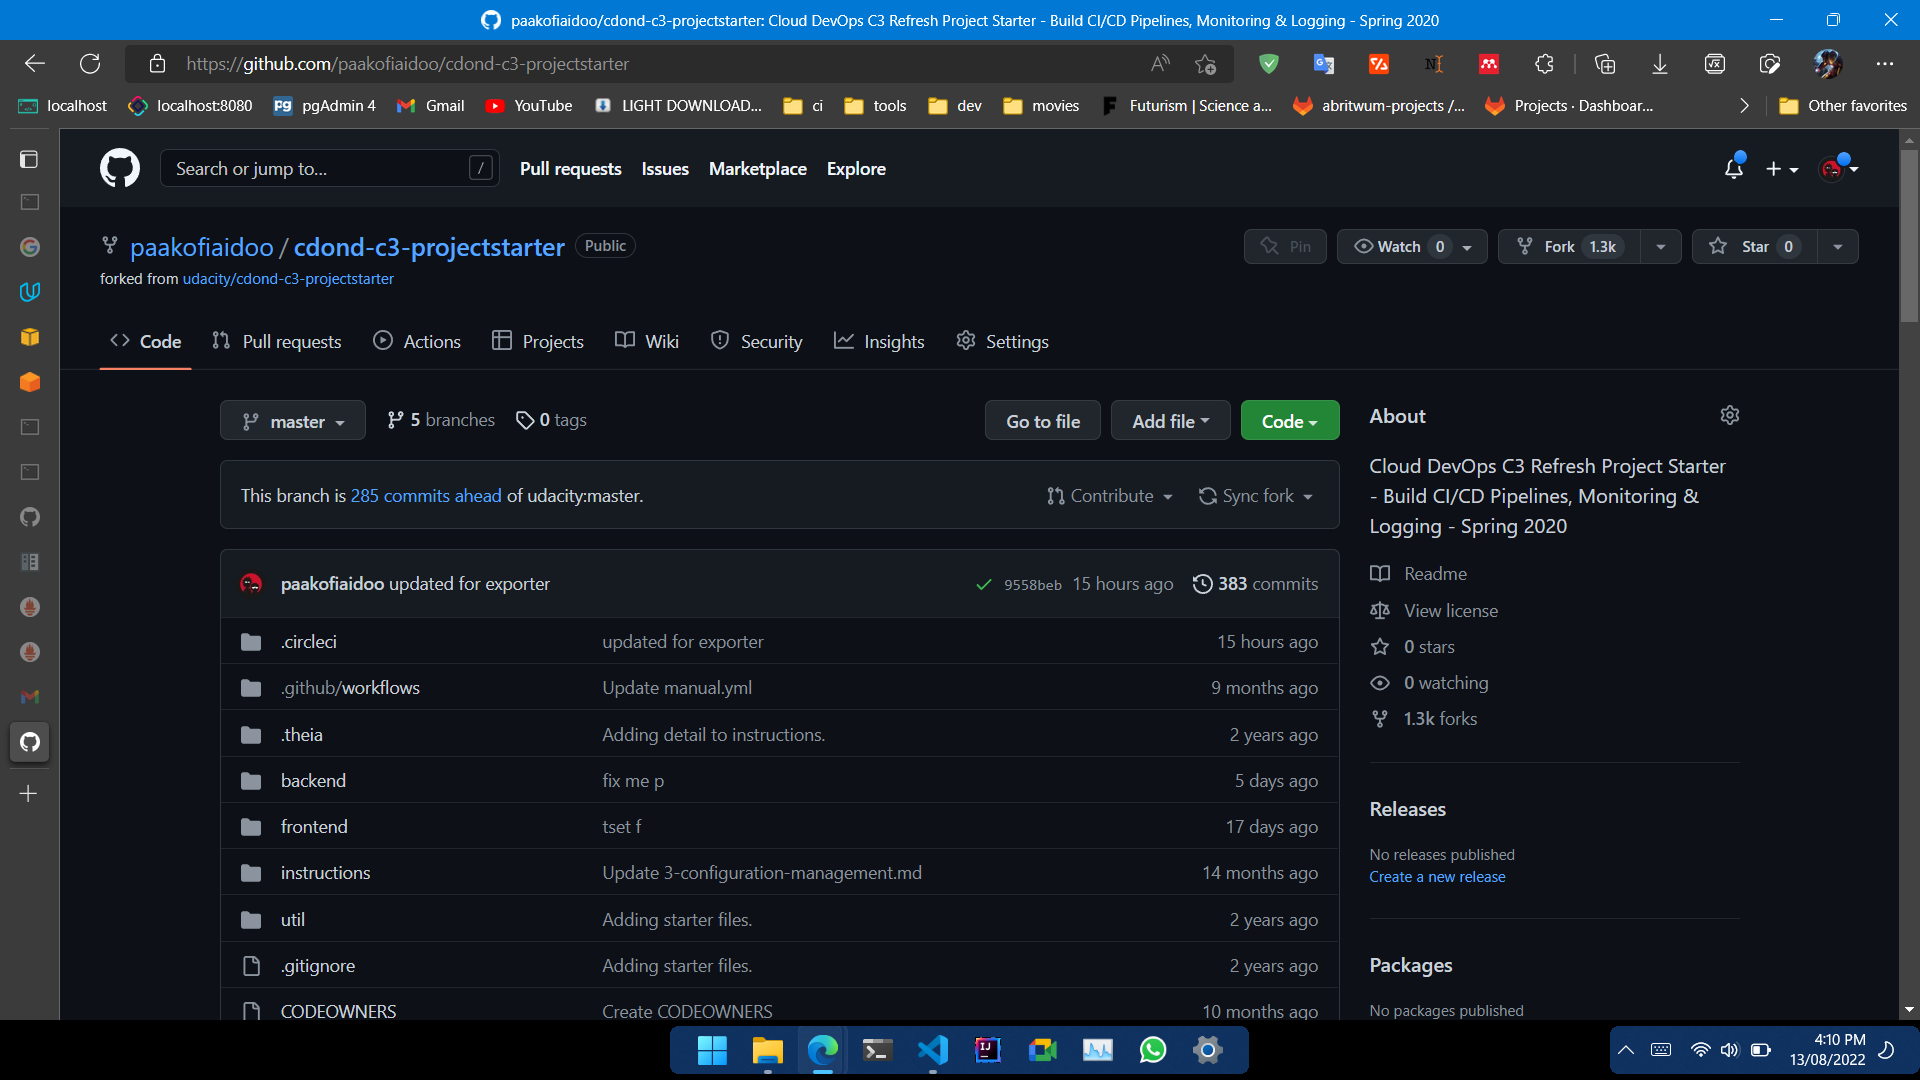 paakofiaidoo/cdond-c3-projectstarter: Cloud DevOps C3 Refresh Project Starter - Build CI/CD Pipelines, Monitoring & Logging - Spring 2020
https://github.com/paakofiaidoo/cdond-c3-projectstarter
localhost localhost:8080 pgAdmin 4 Gmail YouTube LIGHT DOWNLOAD... ci tools dev movies Futurism | Science a... abritwum-projects /... Projects · Dashboar... Other favorites
Search or jump to... / Pull requests Issues Marketplace Explore
paakofiaidoo / cdond-c3-projectstarter Public Pin Watch 0 Fork 1.3k Star 0
forked from udacity/cdond-c3-projectstarter
Code Pull requests Actions Projects Wiki Security Insights Settings
master 5 branches 0 tags Go to file Add file Code
This branch is 285 commits ahead of udacity:master. Contribute Sync fork
paakofiaidoo updated for exporter 9558beb 15 hours ago 383 commits
.circleci updated for exporter 15 hours ago
.github/workflows Update manual.yml 9 months ago
.theia Adding detail to instructions. 2 years ago
backend fix me p 5 days ago
frontend tset f 17 days ago
instructions Update 3-configuration-management.md 14 months ago
util Adding starter files. 2 years ago
.gitignore Adding starter files. 2 years ago
CODEOWNERS Create CODEOWNERS 10 months ago
About
Cloud DevOps C3 Refresh Project Starter
- Build CI/CD Pipelines, Monitoring &
Logging - Spring 2020
Readme
View license
0 stars
0 watching
1.3k forks
Releases
No releases published
Create a new release
Packages
No packages published
4:10 PM
13/08/2022